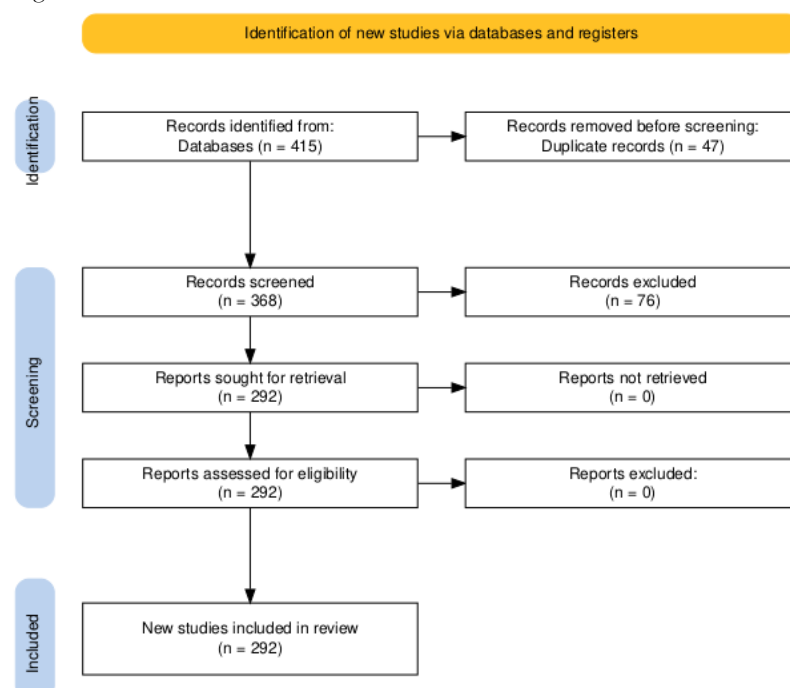 Identification of new studies via databases and registers
Identification
Records identified from:
Databases (n = 415)
Records removed before screening:
Duplicate records (n = 47)
Screening
Records screened
(n = 368)
Records excluded
(n = 76)
Reports sought for retrieval
(n = 292)
Reports not retrieved
(n = 0)
Reports assessed for eligibility
(n = 292)
Reports excluded:
(n = 0)
Included
New studies included in review
(n = 292)